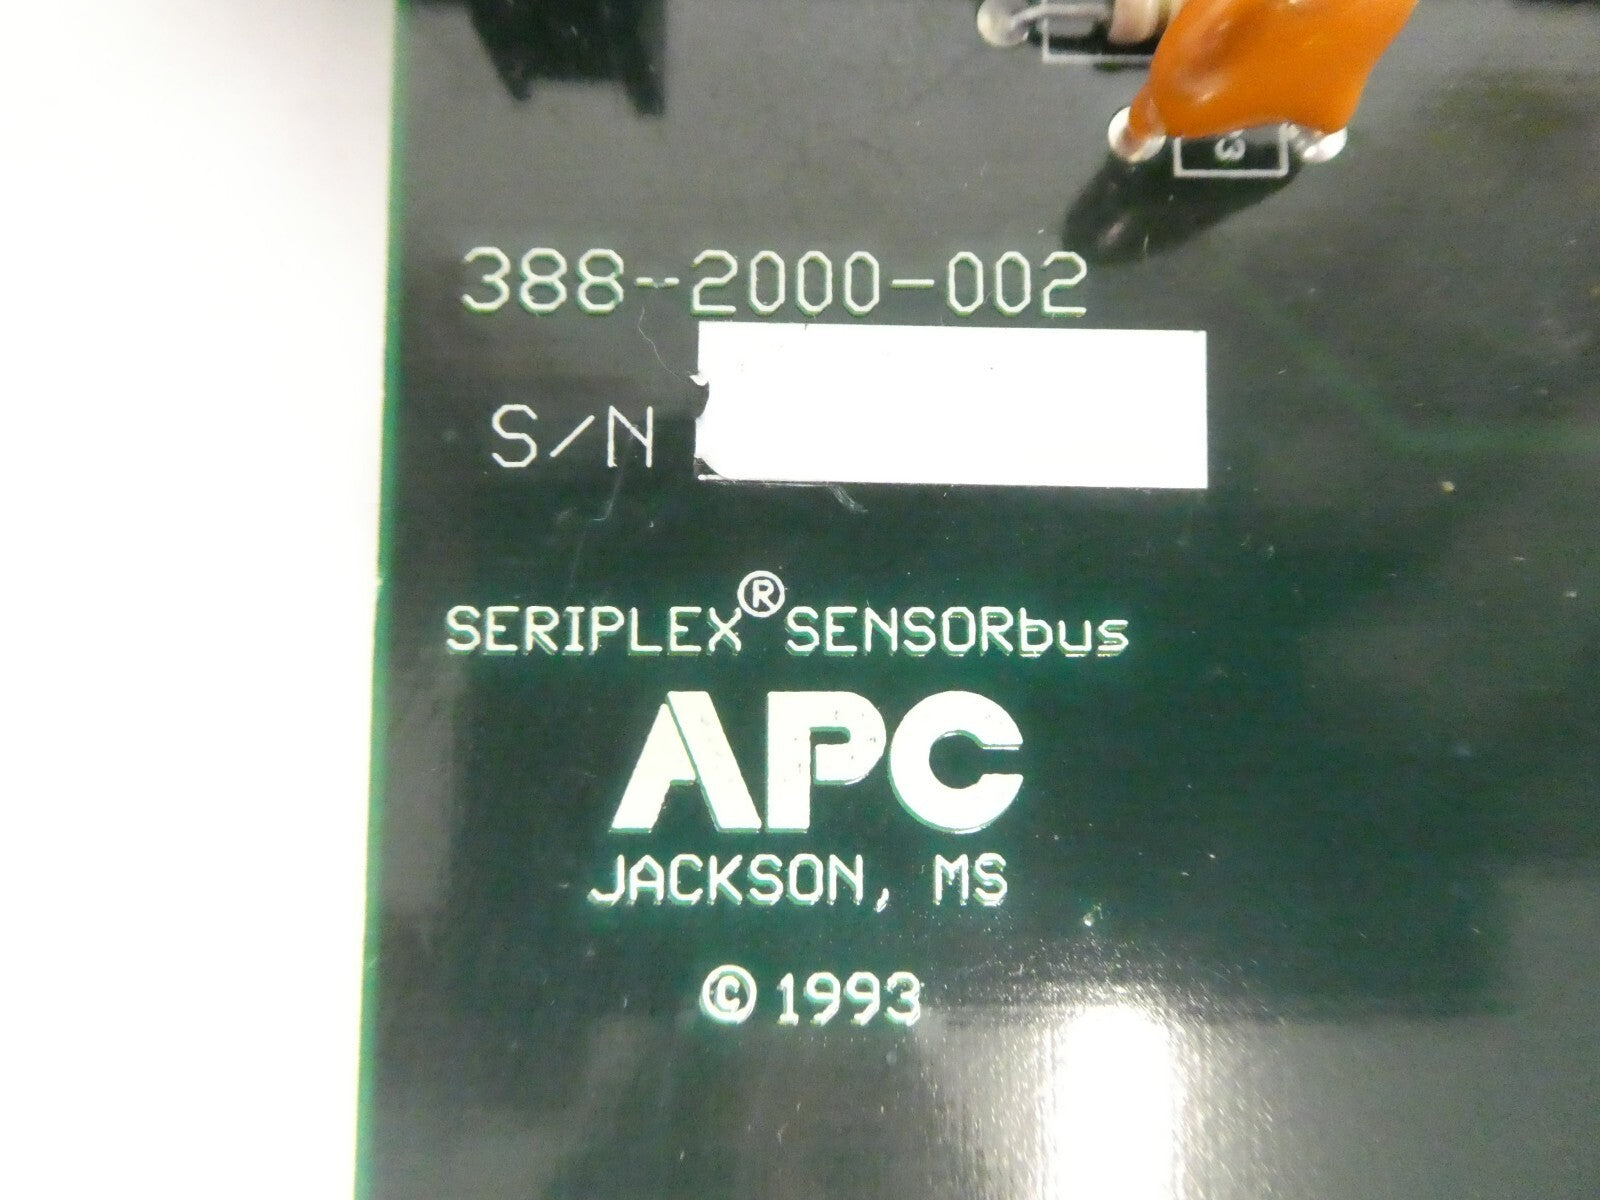 388-2000-002
S/N
SERIPLEX® SENSORbus
APC
JACKSON, MS
© 1993